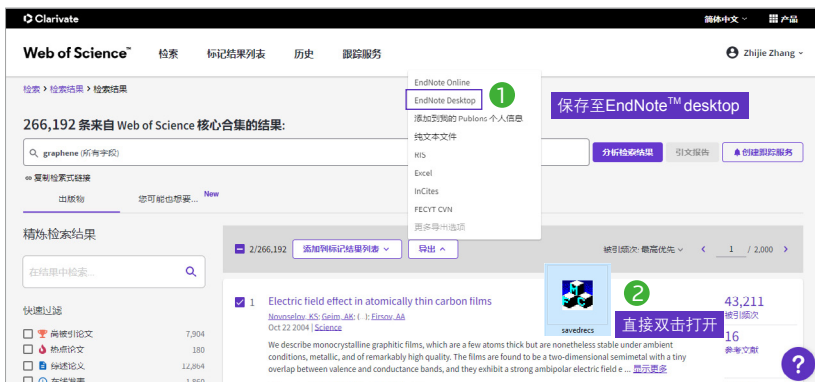 Clarivate
简体中文 产品
Web of Science™ 检索 标记结果列表 历史 跟踪服务 Zhijie Zhang
检索 > 检索结果 > 检索结果
EndNote Online
EndNote Desktop
添加到我的 Publons 个人信息
纯文本文件
RIS
Excel
InCites
FECYT CVN
更多导出选项
1
保存至EndNote™ desktop
266,192 条来自 Web of Science 核心合集的结果:
graphene (所有字段)
分析检索结果 引文报告 创建跟踪服务
复制检索式链接
出版物 您可能也想要... New
精炼检索结果
2/266,192 添加到标记结果列表 导出 被引频次: 最高优先 < 1 / 2,000 >
在结果中检索...
快速过滤
高被引论文 7,904
热点论文 180
综述论文 12,864
在线发表 1,860
1 Electric field effect in atomically thin carbon films
Novoselov, KS; Geim, AK; (...); Firsov, AA
Oct 22 2004 | Science
We describe monocrystalline graphitic films, which are a few atoms thick but are nonetheless stable under ambient
conditions, metallic, and of remarkably high quality. The films are found to be a two-dimensional semimetal with a tiny
overlap between valence and conductance bands, and they exhibit a strong ambipolar electric field e ... 显示更多
savedrecs
2
直接双击打开
43,211
被引频次
16
参考文献
?